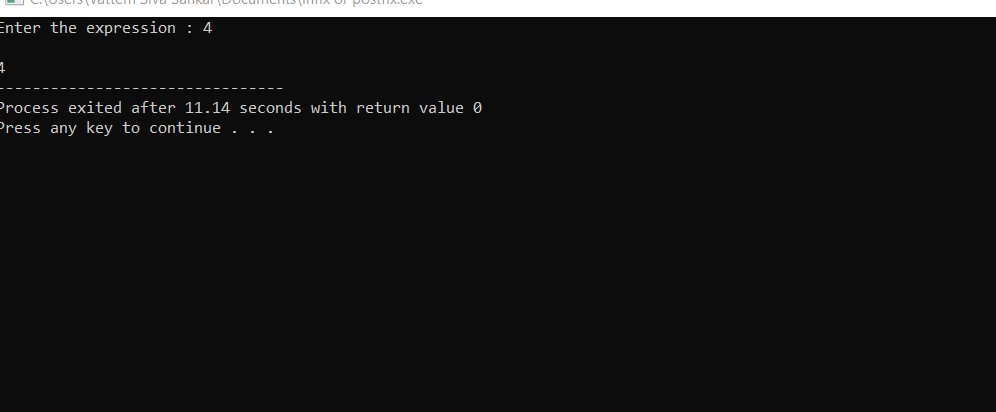 C:\Users\Vattem Siva Sankar\Documents\infix or postfix.exe
Enter the expression : 4
4
--------------------------------
Process exited after 11.14 seconds with return value 0
Press any key to continue . . .